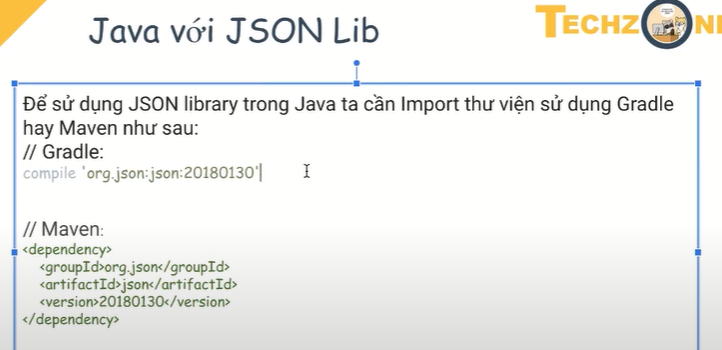 Java với JSON Lib
TECHZ
Để sử dụng JSON library trong Java ta cần Import thư viện sử dụng Gradle
hay Maven như sau:
// Gradle:
compile 'org.json:json:20180130'
// Maven:
<dependency>
<groupId>org.json</groupId>
<artifactId>json</artifactId>
<version>20180130</version>
</dependency>